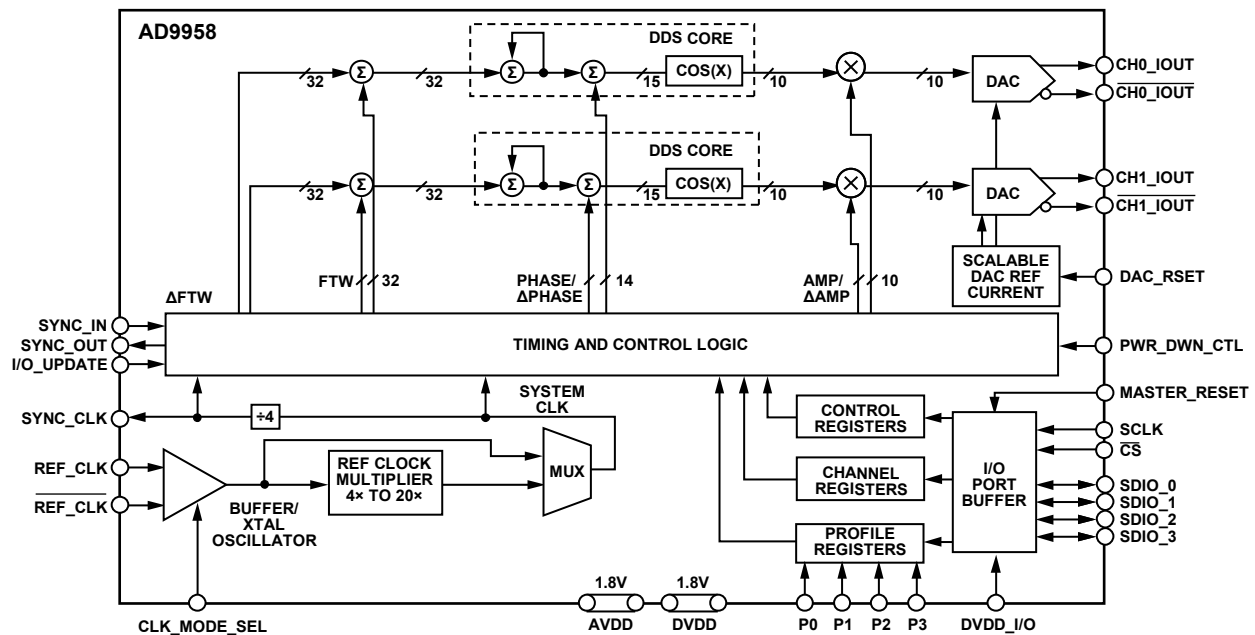 AD9958
DDS CORE
Σ
Σ
Σ
COS(X)
×
DAC
32
32
15
10
10
CH0_IOUT
CH0_IOUT
DDS CORE
Σ
Σ
Σ
COS(X)
×
DAC
32
32
15
10
10
CH1_IOUT
CH1_IOUT
SCALABLE
DAC REF
CURRENT
DAC_RSET
ΔFTW
FTW
32
PHASE/
ΔPHASE
14
AMP/
ΔAMP
10
SYNC_IN
SYNC_OUT
I/O_UPDATE
TIMING AND CONTROL LOGIC
PWR_DWN_CTL
SYNC_CLK
÷4
SYSTEM
CLK
REF_CLK
REF_CLK
BUFFER/
XTAL
OSCILLATOR
REF CLOCK
MULTIPLIER
4× TO 20×
MUX
CONTROL
REGISTERS
CHANNEL
REGISTERS
PROFILE
REGISTERS
I/O
PORT
BUFFER
MASTER_RESET
SCLK
CS
SDIO_0
SDIO_1
SDIO_2
SDIO_3
CLK_MODE_SEL
1.8V
AVDD
1.8V
DVDD
P0
P1
P2
P3
DVDD_I/O